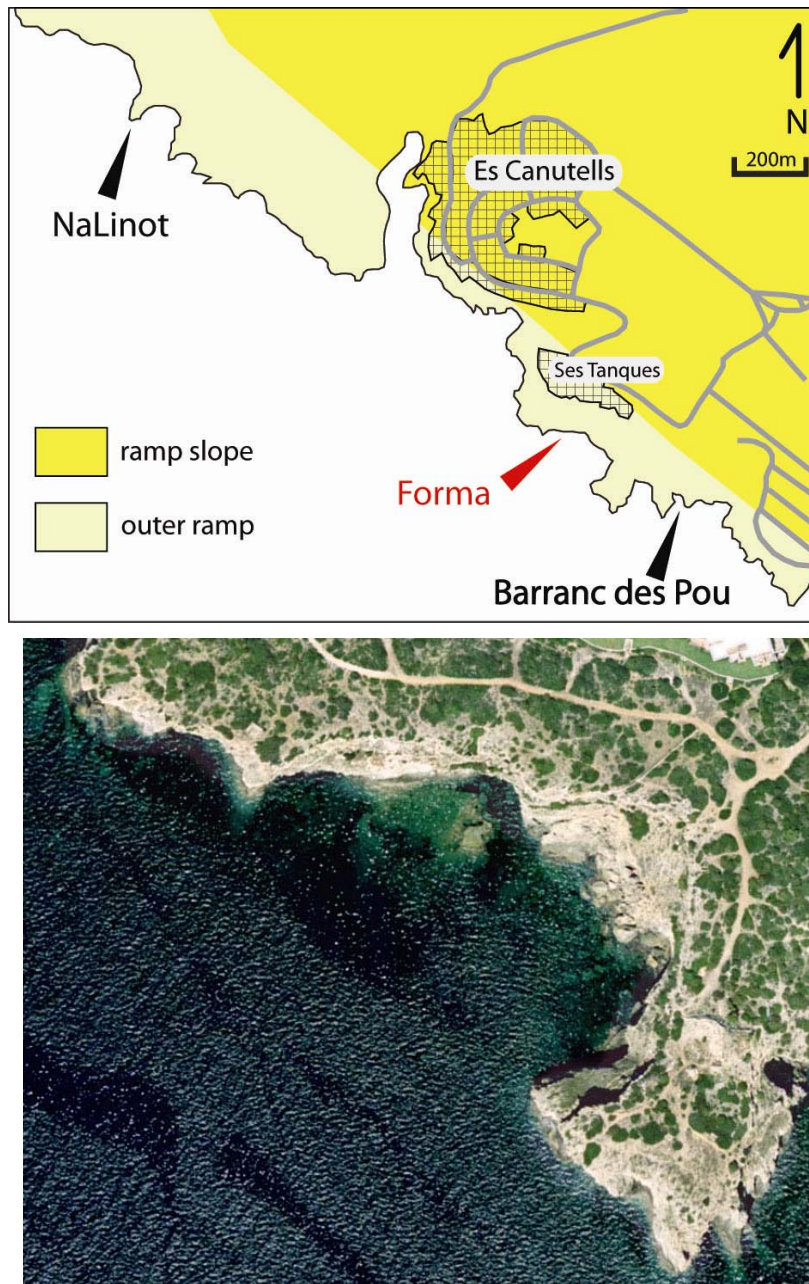 N
200m
Es Canutells
NaLinot
Ses Tanques
ramp slope
Forma
outer ramp
Barranc des Pou